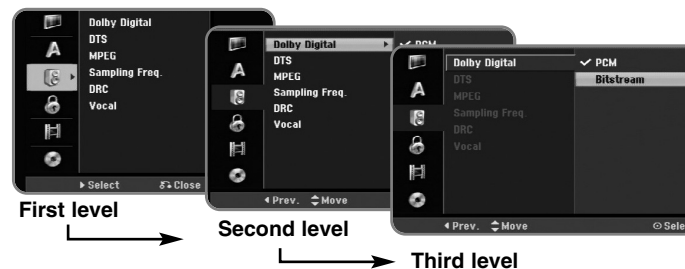 Dolby Digital
DTS
MPEG
Sampling Freq.
DRC
Vocal
Select Close
First level
Dolby Digital PCM
DTS
MPEG
Sampling Freq.
DRC
Vocal
Prev. Move
Second level
Dolby Digital PCM
DTS Bitstream
MPEG
Sampling Freq.
DRC
Vocal
Prev. Move
Third level